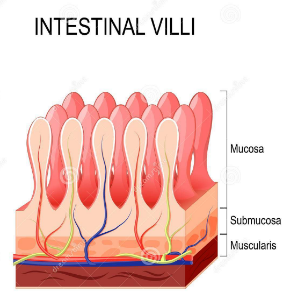 INTESTINAL VILLI
Mucosa
Submucosa
Muscularis